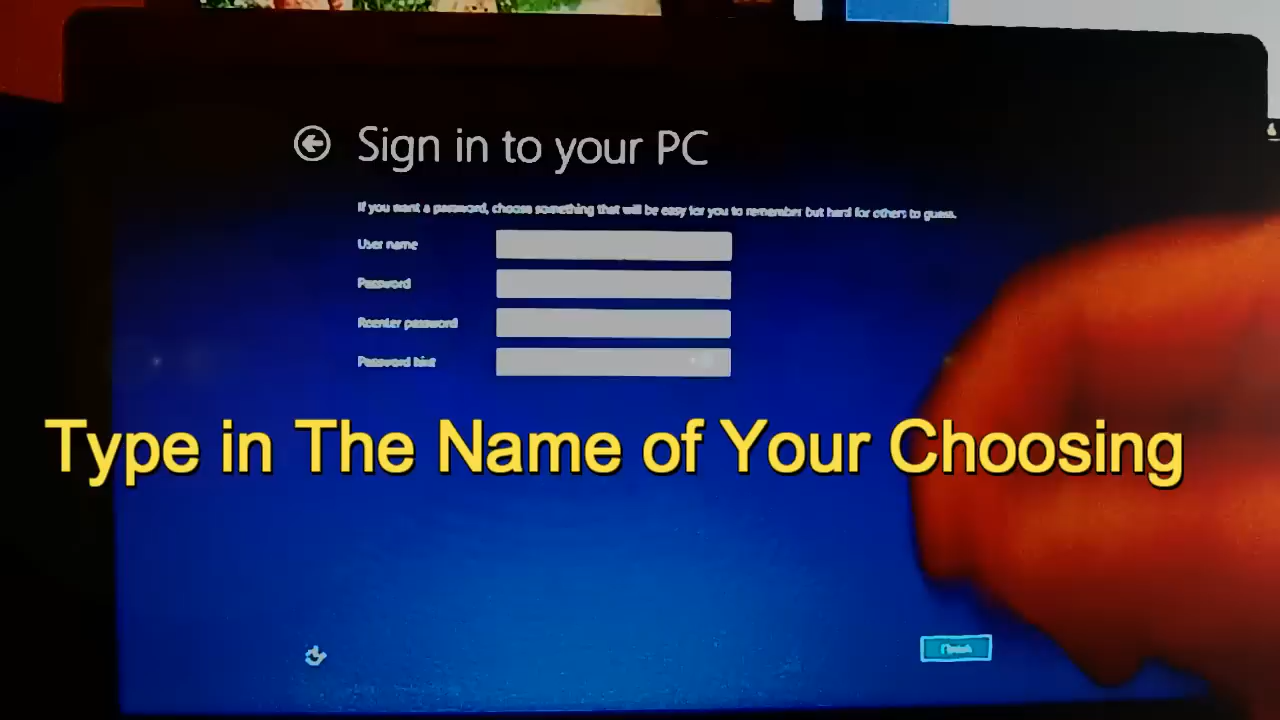 Sign in to your PC
If you want a password, choose something that will be easy for you to remember but hard for others to guess.
User name
Password
Reenter password
Password hint
Type in The Name of Your Choosing
Finish